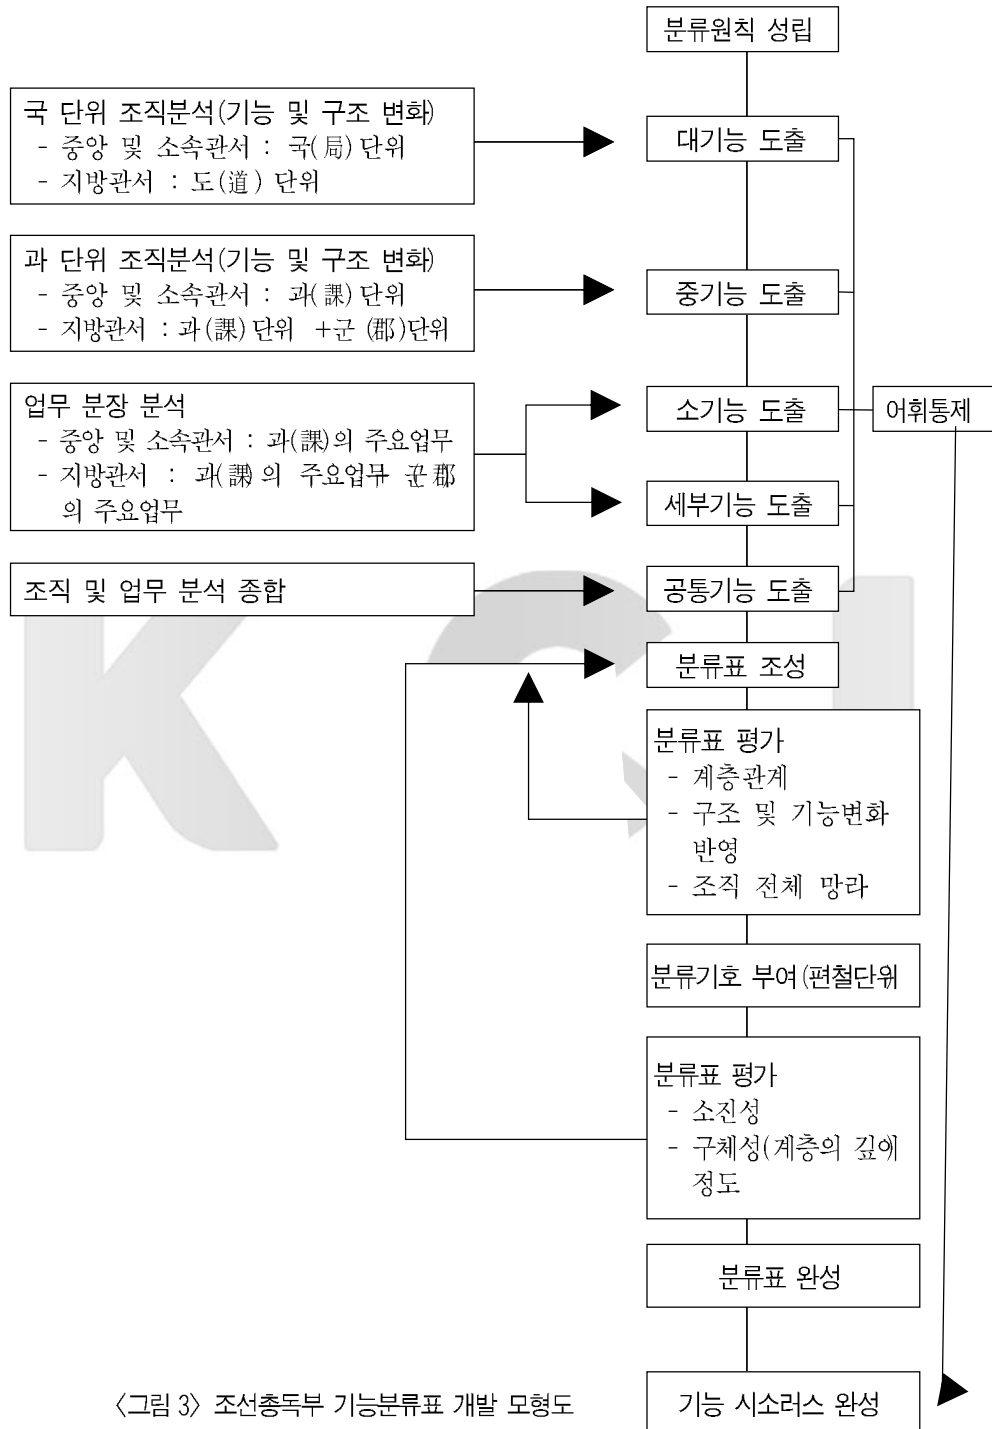 분류원칙 성립
국 단위 조직분석(기능 및 구조 변화)
- 중앙 및 소속관서 : 국(局) 단위
- 지방관서 : 도(道) 단위
대기능 도출
과 단위 조직분석(기능 및 구조 변화)
- 중앙 및 소속관서 : 과(課) 단위
- 지방관서 : 과(課) 단위 +군 (郡)단위
중기능 도출
업무 분장 분석
- 중앙 및 소속관서 : 과(課)의 주요업무
- 지방관서 : 과(課)의 주요업무 군郡
의 주요업무
소기능 도출
어휘통제
세부기능 도출
조직 및 업무 분석 종합
공통기능 도출
분류표 조성
분류표 평가
- 계층관계
- 구조 및 기능변화
반영
- 조직 전체 망라
분류기호 부여(편철단위)
분류표 평가
- 소진성
- 구체성(계층의 깊이)
정도
분류표 완성
기능 시소러스 완성
〈그림 3〉 조선총독부 기능분류표 개발 모형도
KCI